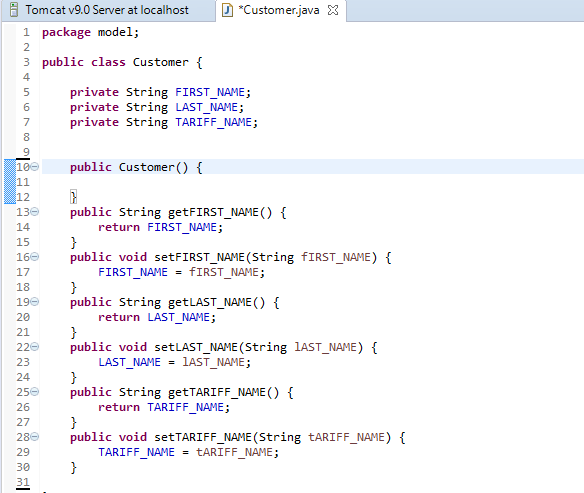 Tomcat v9.0 Server at localhost *Customer.java
1 package model;
2
3 public class Customer {
4
5 private String FIRST_NAME;
6 private String LAST_NAME;
7 private String TARIFF_NAME;
8
9
10 public Customer() {
11
12 }
13 public String getFIRST_NAME() {
14 return FIRST_NAME;
15 }
16 public void setFIRST_NAME(String fIRST_NAME) {
17 FIRST_NAME = fIRST_NAME;
18 }
19 public String getLAST_NAME() {
20 return LAST_NAME;
21 }
22 public void setLAST_NAME(String lAST_NAME) {
23 LAST_NAME = lAST_NAME;
24 }
25 public String getTARIFF_NAME() {
26 return TARIFF_NAME;
27 }
28 public void setTARIFF_NAME(String tARIFF_NAME) {
29 TARIFF_NAME = tARIFF_NAME;
30 }
31